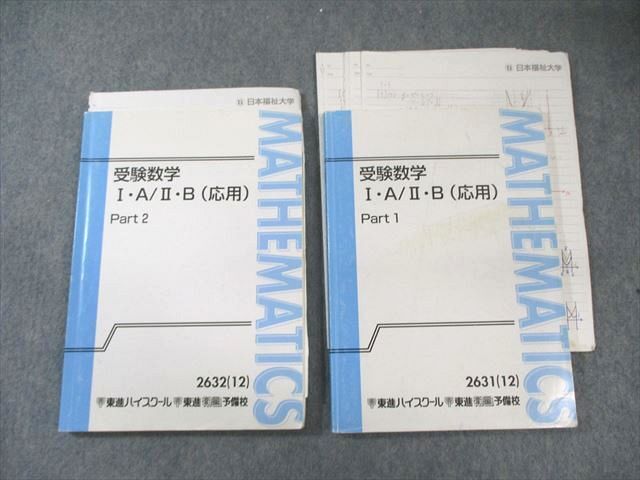 日本福祉大学
受験数学
I・A/II・B(応用)
Part 2
MATHEMATICS
2632(12)
東進ハイスクール 東進衛星予備校
日本福祉大学
受験数学
I・A/II・B(応用)
Part 1
MATHEMATICS
2631(12)
東進ハイスクール 東進衛星予備校